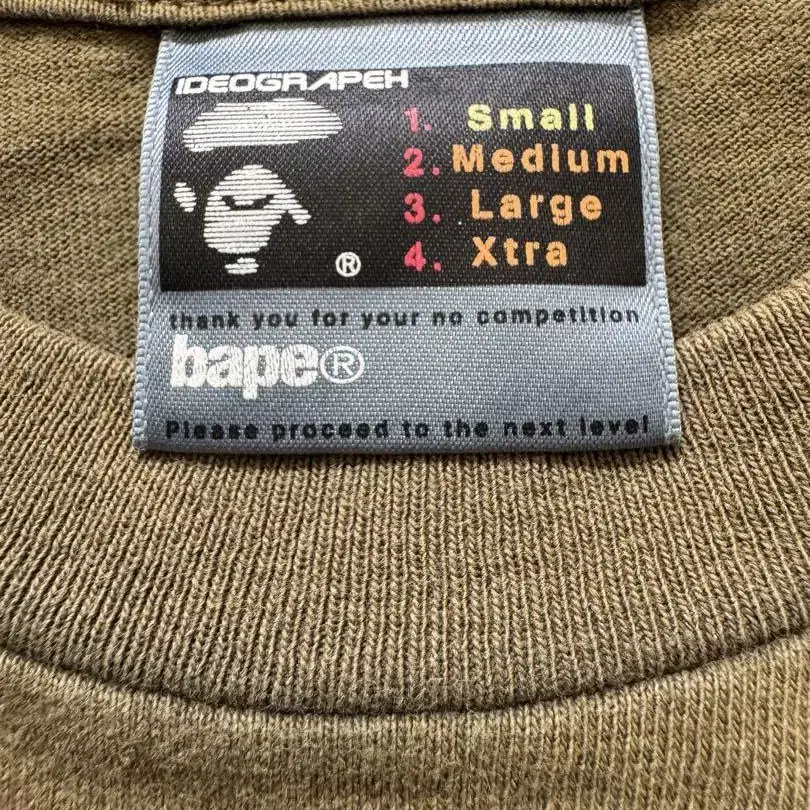 IDEOGRAPEH
1. Small
2. Medium
3. Large
4. Xtra
®
thank you for your no competition
bape®
Please proceed to the next level